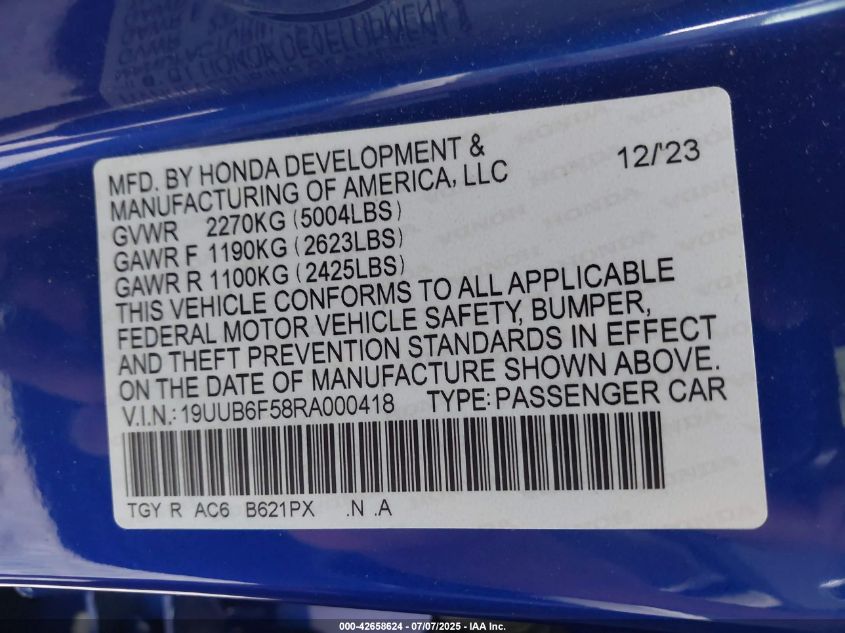 MFD. BY HONDA DEVELOPMENT & 12/'23
MANUFACTURING OF AMERICA, LLC
GVWR 2270KG (5004LBS)
GAWR F 1190KG (2623LBS)
GAWR R 1100KG (2425LBS)
THIS VEHICLE CONFORMS TO ALL APPLICABLE
FEDERAL MOTOR VEHICLE SAFETY, BUMPER,
AND THEFT PREVENTION STANDARDS IN EFFECT
ON THE DATE OF MANUFACTURE SHOWN ABOVE.
V.I.N.: 19UUB6F58RA000418 TYPE: PASSENGER CAR
TGY R AC6 B621PX .N .A
000-42658624 | 07/07/2025 - IAA Inc.